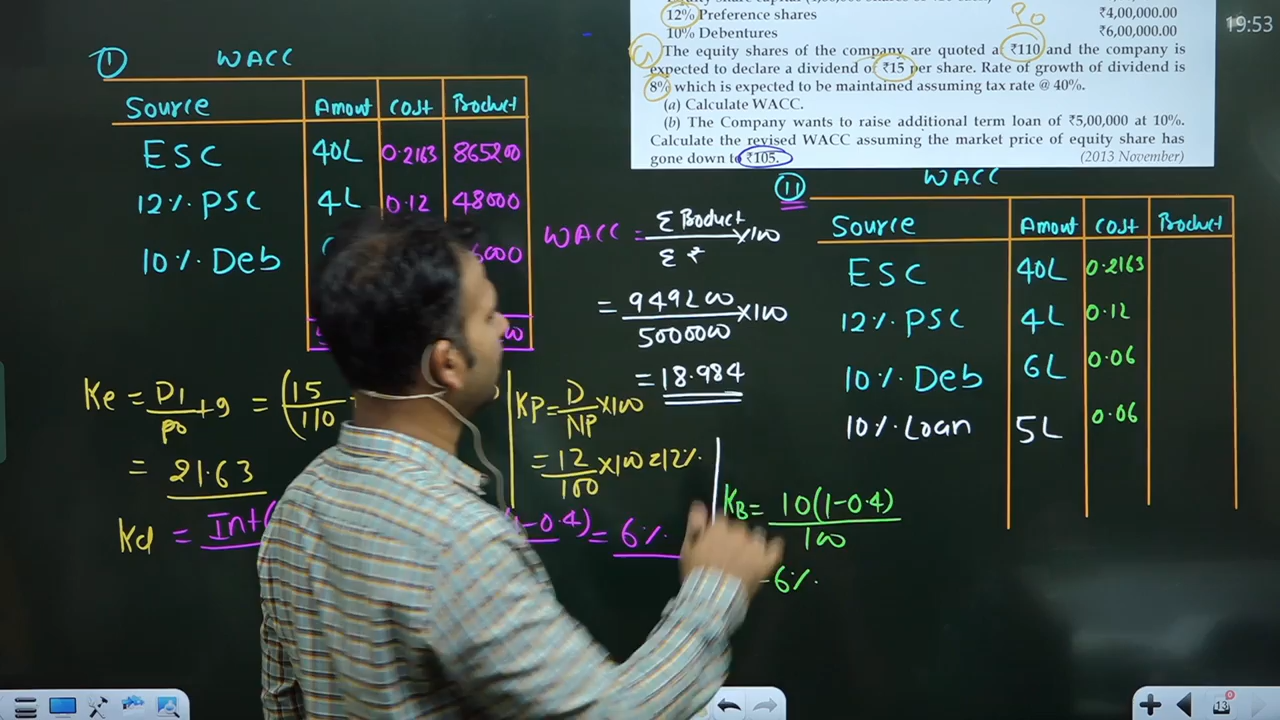 19:53
12% Preference shares ₹4,00,000.00
10% Debentures ₹6,00,000.00
The equity shares of the company are quoted at ₹110 and the company is
expected to declare a dividend of ₹15 per share. Rate of growth of dividend is
8% which is expected to be maintained assuming tax rate @ 40%.
(a) Calculate WACC.
(b) The Company wants to raise additional term loan of ₹5,00,000 at 10%.
Calculate the revised WACC assuming the market price of equity share has
gone down to ₹105. (2013 November)
P0
G
① WACC
Source Amount Cost Product
ESC 40L 0.2163 865200
12% PSC 4L 0.12 48000
10% Deb 6000
WACC = Σ Product / Σ ₹ ×100
= 949200 / 5000000 ×100
= 18.984
Ke = D1 / P0 + g = (15 / 110
= 21.63
KP = D / NP ×100
= 12 / 100 ×100 = 12%
Kd = Int( 1-0.4) = 6%
KB = 10(1-0.4) / 100
6%
11 WACC
Source Amount Cost Product
ESC 40L 0.2163
12% PSC 4L 0.12
10% Deb 6L 0.06
10% Loan 5L 0.06
13